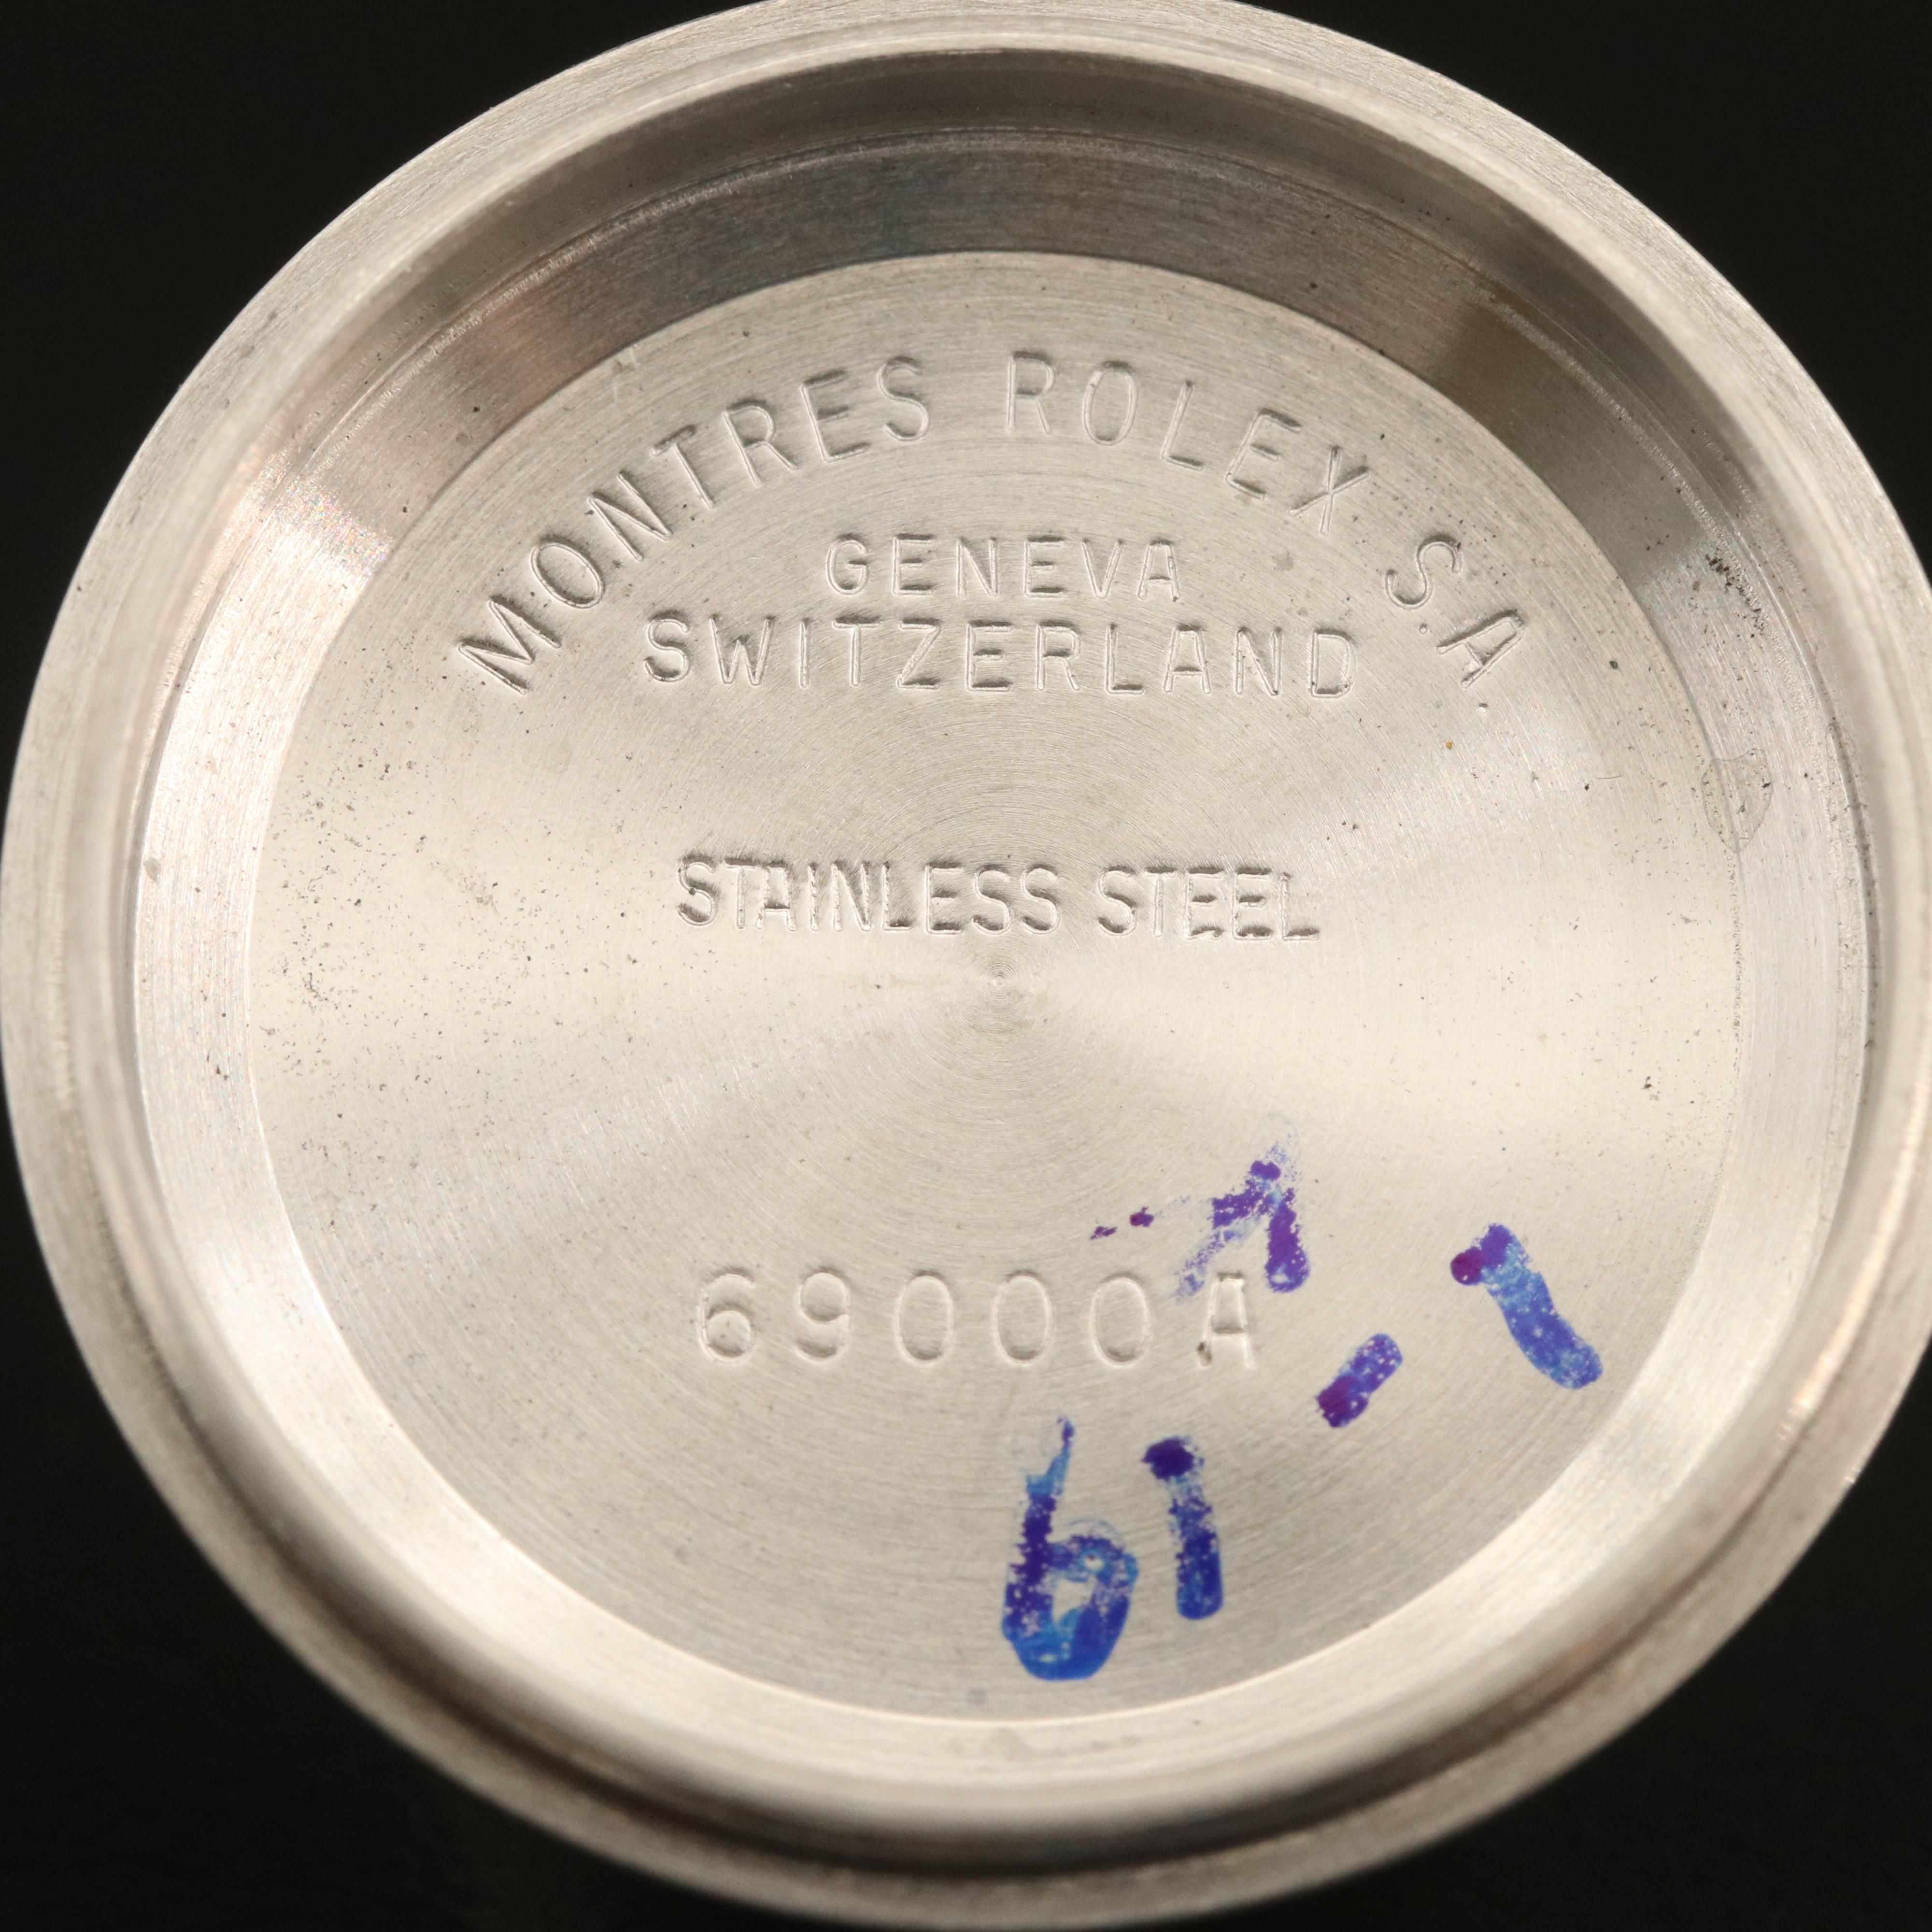 MONTRES ROLEX S.A.
GENEVA
SWITZERLAND
STAINLESS STEEL
69000A